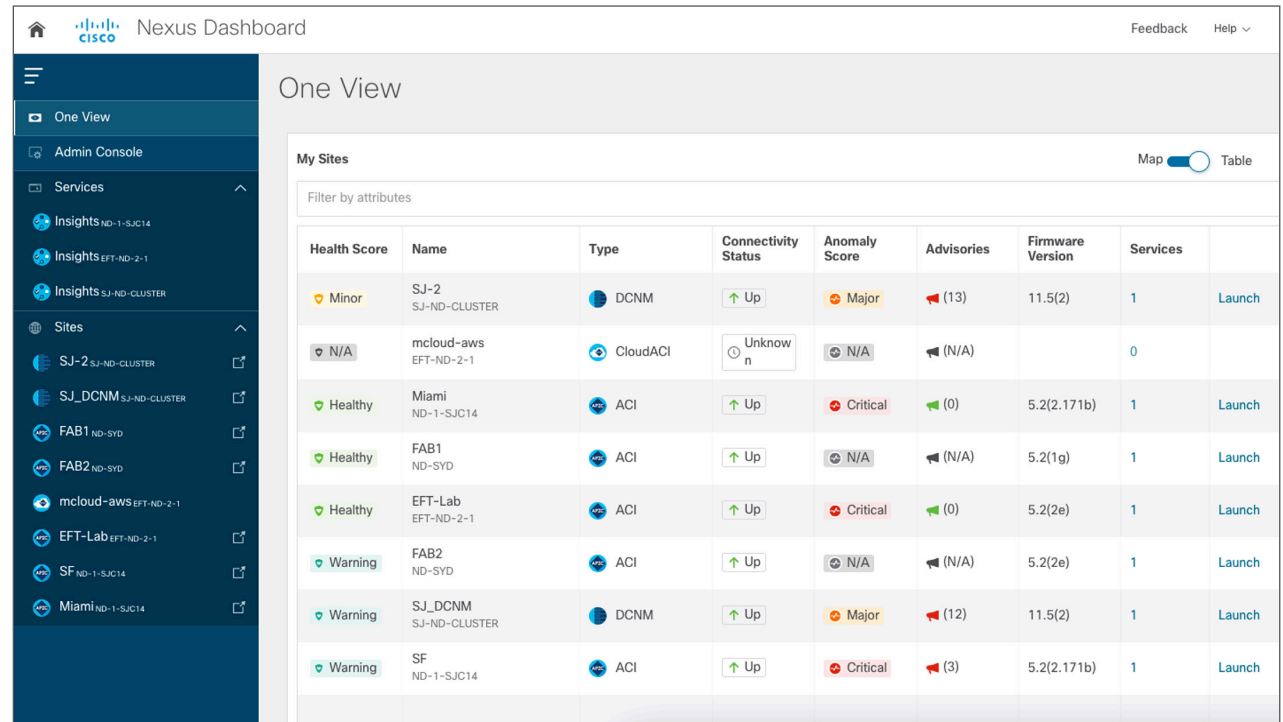 CISCO Nexus Dashboard Feedback Help
One View
Admin Console
Services
Insights ND-1-SJC14
Insights EFT-ND-2-1
Insights SJ-ND-CLUSTER
Sites
SJ-2 SJ-ND-CLUSTER
SJ_DCNM SJ-ND-CLUSTER
FAB1 ND-SYD
FAB2 ND-SYD
mcloud-aws EFT-ND-2-1
EFT-Lab EFT-ND-2-1
SF ND-1-SJC14
Miami ND-1-SJC14
One View
My Sites Map Table
Filter by attributes
Health Score Name Type Connectivity Status Anomaly Score Advisories Firmware Version Services
Minor SJ-2 DCNM Up Major (13) 11.5(2) 1 Launch
SJ-ND-CLUSTER
N/A mcloud-aws CloudACI Unknow N/A (N/A) 0
EFT-ND-2-1 n
Healthy Miami APIC ACI Up Critical (0) 5.2(2.171b) 1 Launch
ND-1-SJC14
Healthy FAB1 APIC ACI Up N/A (N/A) 5.2(1g) 1 Launch
ND-SYD
Healthy EFT-Lab APIC ACI Up Critical (0) 5.2(2e) 1 Launch
EFT-ND-2-1
Warning FAB2 APIC ACI Up N/A (N/A) 5.2(2e) 1 Launch
ND-SYD
Warning SJ_DCNM DCNM Up Major (12) 11.5(2) 1 Launch
SJ-ND-CLUSTER
Warning SF APIC ACI Up Critical (3) 5.2(2.171b) 1 Launch
ND-1-SJC14